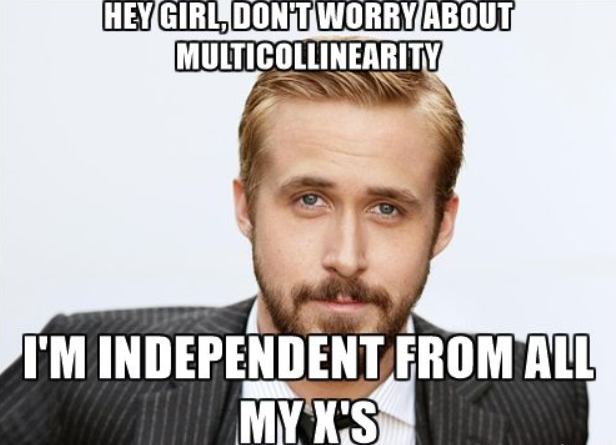 HEY GIRL, DON'T WORRY ABOUT
MULTICOLLINEARITY
I'M INDEPENDENT FROM ALL
MY X'S